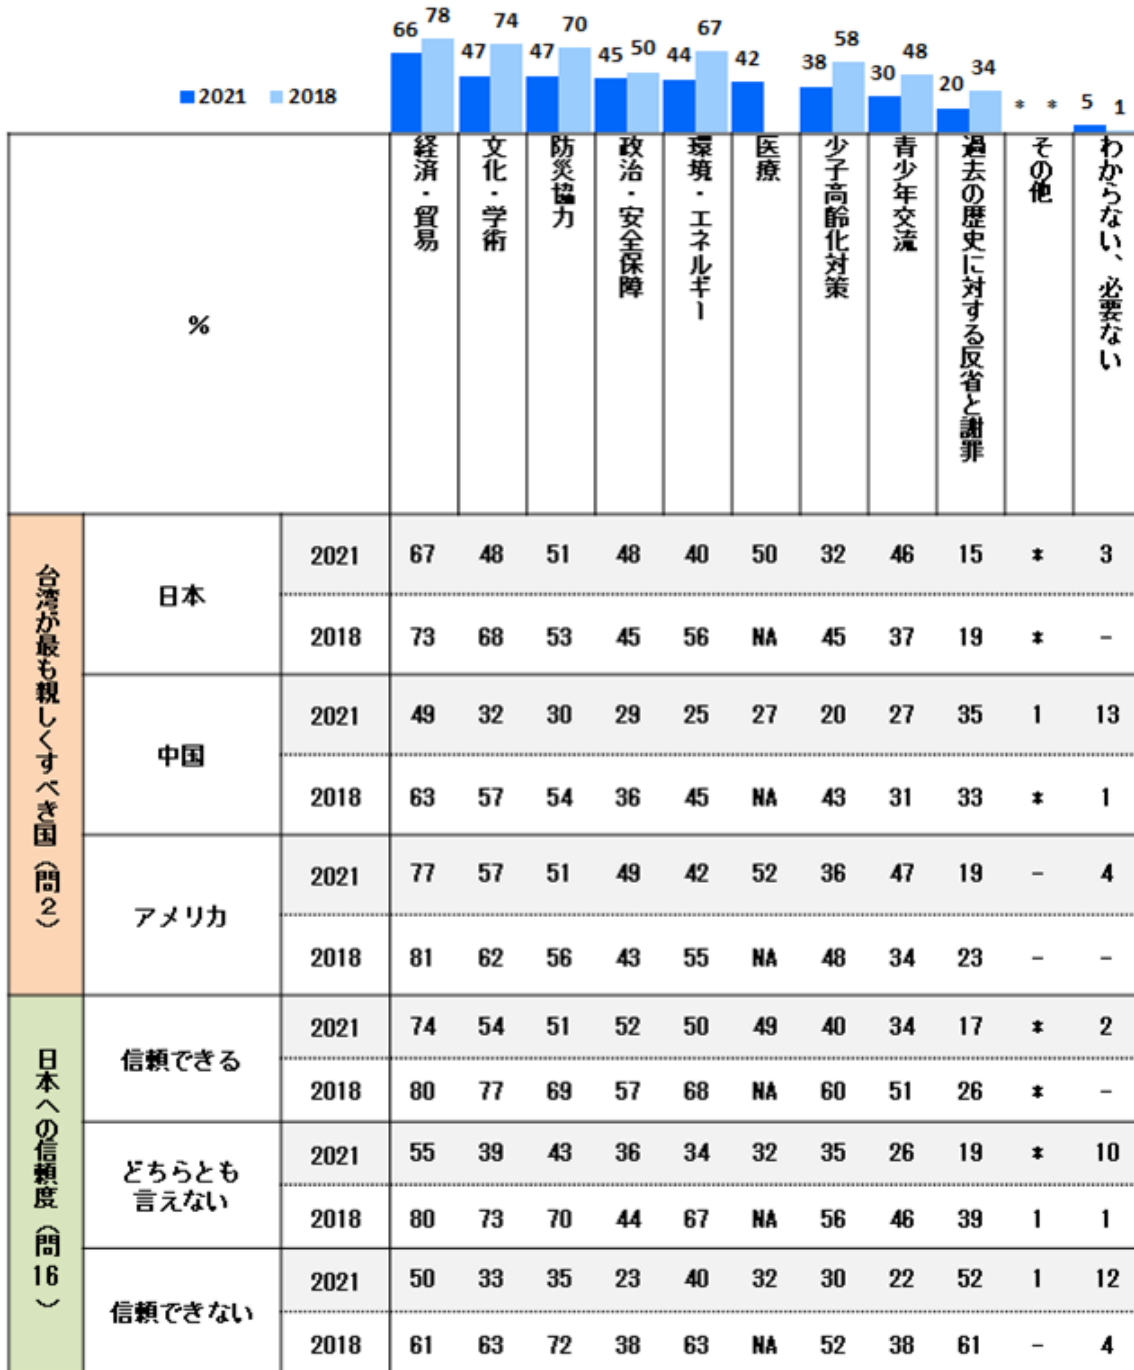 66 78 47 74 47 70 45 50 44 67 42 38 58 30 48 20 34 * * 5 1
2021 2018
%
経済・貿易
文化・学術
防災協力
政治・安全保障
環境・エネルギー
医療
少子高齢化対策
青少年交流
過去の歴史に対する反省と謝罪
その他
わからない、必要ない
台湾が最も親しくすべき国(問2)
日本
2021 67 48 51 48 40 50 32 46 15 * 3
2018 73 68 53 45 56 NA 45 37 19 * -
中国
2021 49 32 30 29 25 27 20 27 35 1 13
2018 63 57 54 36 45 NA 43 31 33 * 1
アメリカ
2021 77 57 51 49 42 52 36 47 19 - 4
2018 81 62 56 43 55 NA 48 34 23 - -
日本への信頼度(問16)
信頼できる
2021 74 54 51 52 50 49 40 34 17 * 2
2018 80 77 69 57 68 NA 60 51 26 * -
どちらとも
言えない
2021 55 39 43 36 34 32 35 26 19 * 10
2018 80 73 70 44 67 NA 56 46 39 1 1
信頼できない
2021 50 33 35 23 40 32 30 22 52 1 12
2018 61 63 72 38 63 NA 52 38 61 - 4